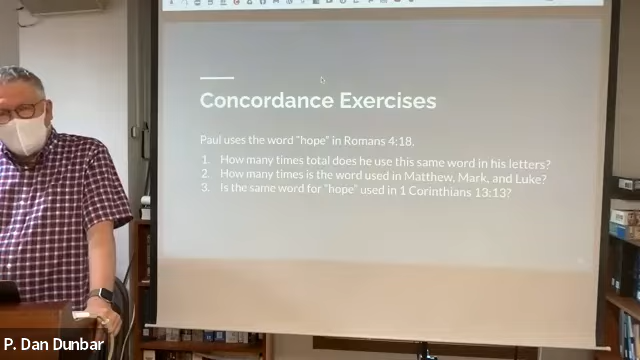 Concordance Exercises
Paul uses the word "hope" in Romans 4:18.
1. How many times total does he use this same word in his letters?
2. How many times is the word used in Matthew, Mark, and Luke?
3. Is the same word for "hope" used in 1 Corinthians 13:13?
P. Dan Dunbar